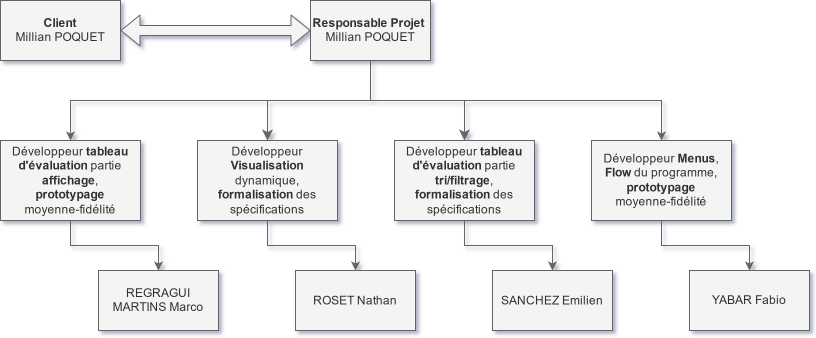 Client
Millian POQUET
Responsable Projet
Millian POQUET
Développeur tableau
d'évaluation partie
affichage,
prototypage
moyenne-fidélité
Développeur
Visualisation
dynamique,
formalisation des
spécifications
Développeur tableau
d'évaluation partie
tri/filtrage,
formalisation des
spécifications
Développeur Menus,
Flow du programme,
prototypage
moyenne-fidélité
REGRAGUI
MARTINS Marco
ROSET Nathan
SANCHEZ Emilien
YABAR Fabio